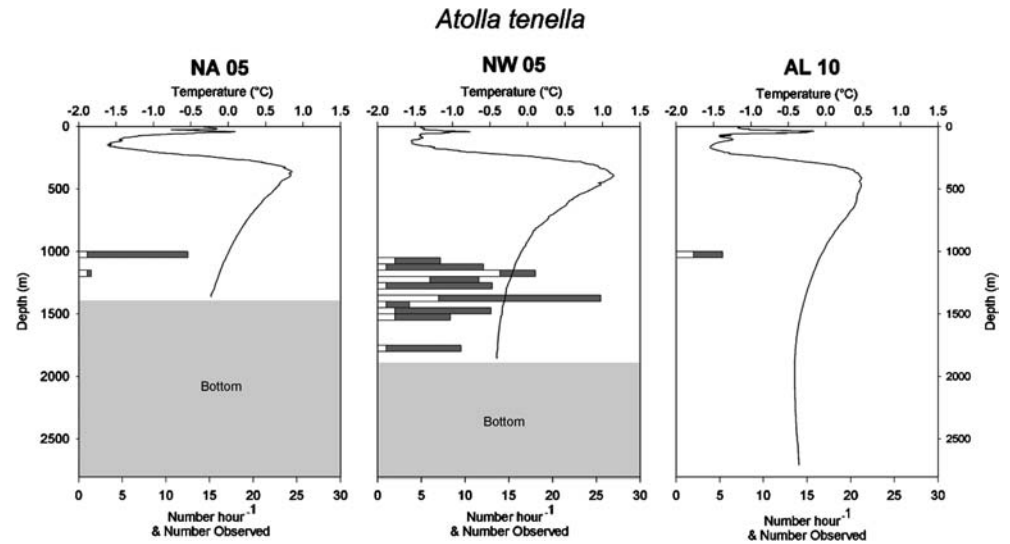 Atolla tenella
NA 05
Temperature (°C)
-2.0 -1.5 -1.0 -0.5 0.0 0.5 1.0 1.5
NW 05
Temperature (°C)
-2.0 -1.5 -1.0 -0.5 0.0 0.5 1.0 1.5
AL 10
Temperature (°C)
-2.0 -1.5 -1.0 -0.5 0.0 0.5 1.0 1.5
Depth (m)
0
500
1000
1500
2000
2500
Bottom
Bottom
0
500
1000
1500
2000
2500
Depth (m)
0 5 10 15 20 25 30
Number hour-1
& Number Observed
0 5 10 15 20 25 30
Number hour-1
& Number Observed
0 5 10 15 20 25 30
Number hour-1
& Number Observed